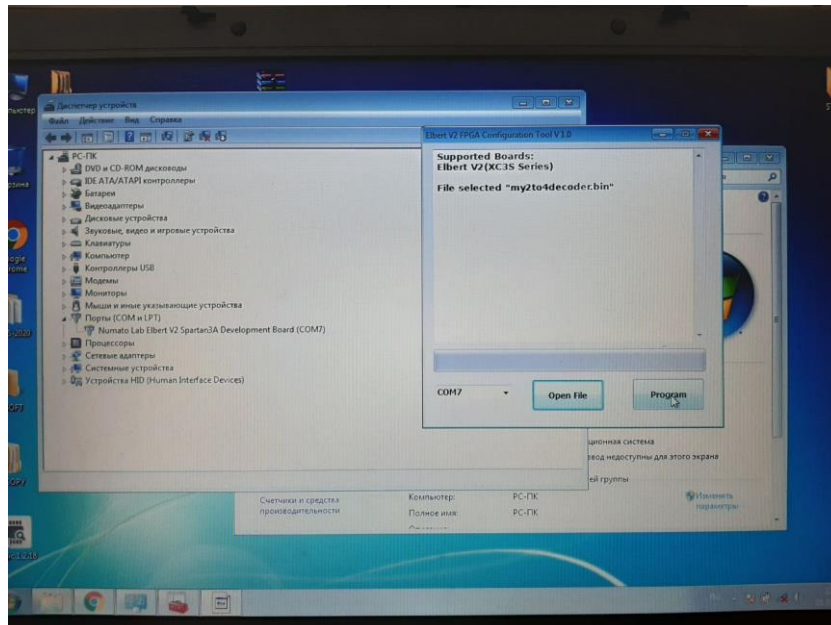 Диспетчер устройств
Файл Действие Вид Справка
PC-ПК
DVD и CD-ROM дисководы
IDE ATA/ATAPI контроллеры
Батареи
Видеоадаптеры
Дисковые устройства
Звуковые, видео и игровые устройства
Клавиатуры
Компьютер
Контроллеры USB
Модемы
Мониторы
Мыши и иные указывающие устройства
Порты (COM и LPT)
Numato Lab Elbert V2 Spartan3A Development Board (COM7)
Процессоры
Сетевые адаптеры
Системные устройства
Устройства HID (Human Interface Devices)
Elbert V2 FPGA Configuration Tool V1.0
Supported Boards:
Elbert V2(XC3S Series)
File selected "my2to4decoder.bin"
COM7
Open File
Program
ввод недоступны для этого экрана
группы
Счетчики и средства
производительности
Компьютер:
PC-ПК
Полное имя:
PC-ПК
Изменить
параметры